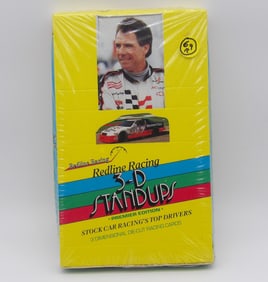 Redline Racing
Redline Racing
3-D
STANDUPS
• PREMIER EDITION •
STOCK CAR RACING'S TOP DRIVERS
3 DIMENSIONAL DIE-CUT RACING CARDS